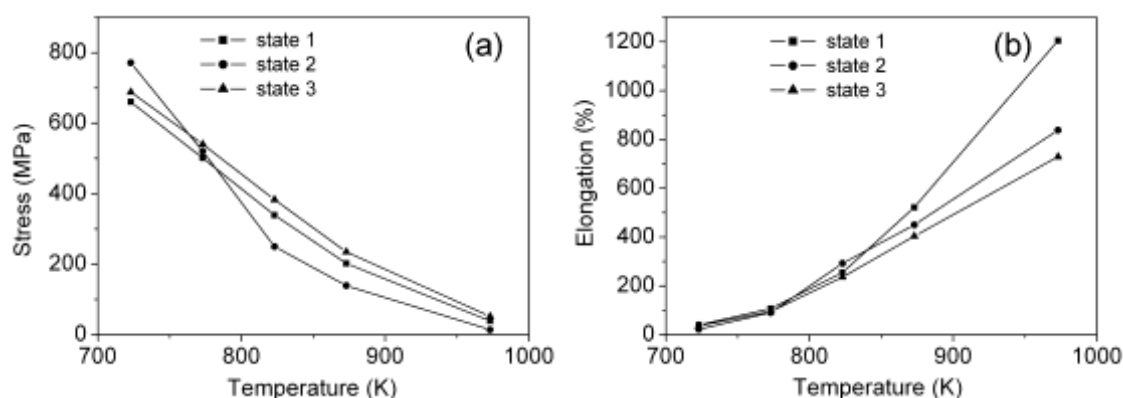 (a)
state 1
state 2
state 3
800
600
400
200
0
Stress (MPa)
700
800
900
1000
Temperature (K)
(b)
state 1
state 2
state 3
1200
1000
800
600
400
200
0
Elongation (%)
700
800
900
1000
Temperature (K)